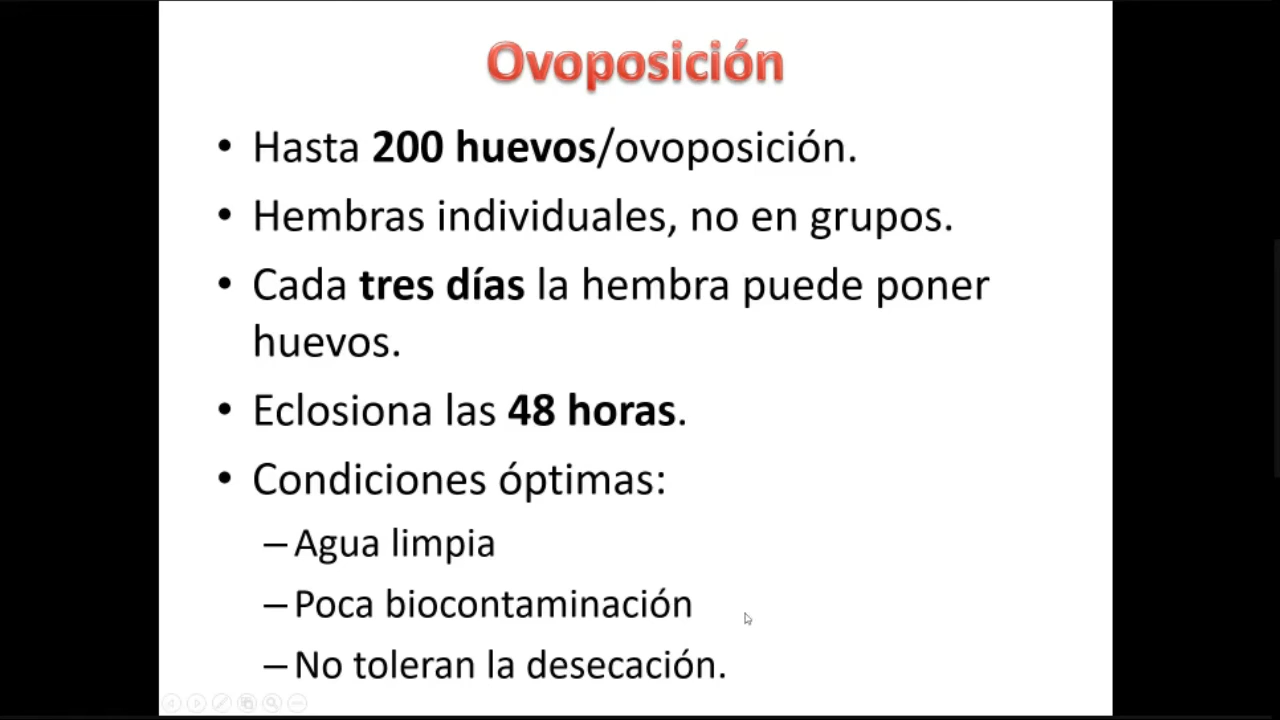 Ovoposición
• Hasta 200 huevos/ovoposición.
• Hembras individuales, no en grupos.
• Cada tres días la hembra puede poner
huevos.
• Eclosiona las 48 horas.
• Condiciones óptimas:
– Agua limpia
– Poca biocontaminación
– No toleran la desecación.